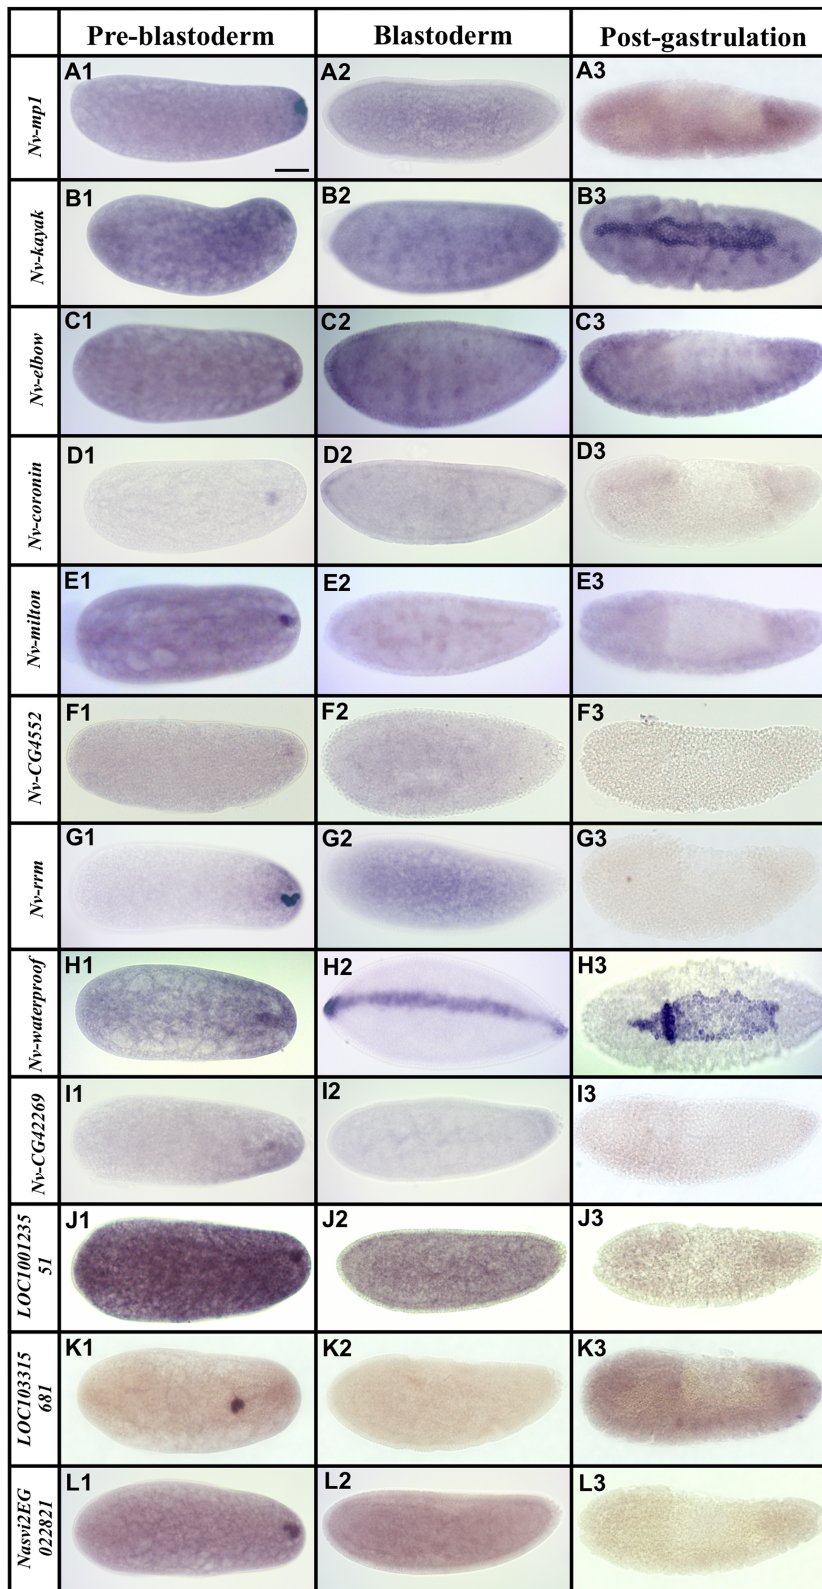 Pre-blastoderm Blastoderm Post-gastrulation
Nv-mp1 A1 A2 A3
Nv-kayak B1 B2 B3
Nv-elbow C1 C2 C3
Nv-coronin D1 D2 D3
Nv-milton E1 E2 E3
Nv-CG4552 F1 F2 F3
Nv-rrm G1 G2 G3
Nv-waterproof H1 H2 H3
Nv-CG42269 I1 I2 I3
LOC1001235
51
J1 J2 J3
LOC103315
681
K1 K2 K3
Nasvi2EG
022821
L1 L2 L3